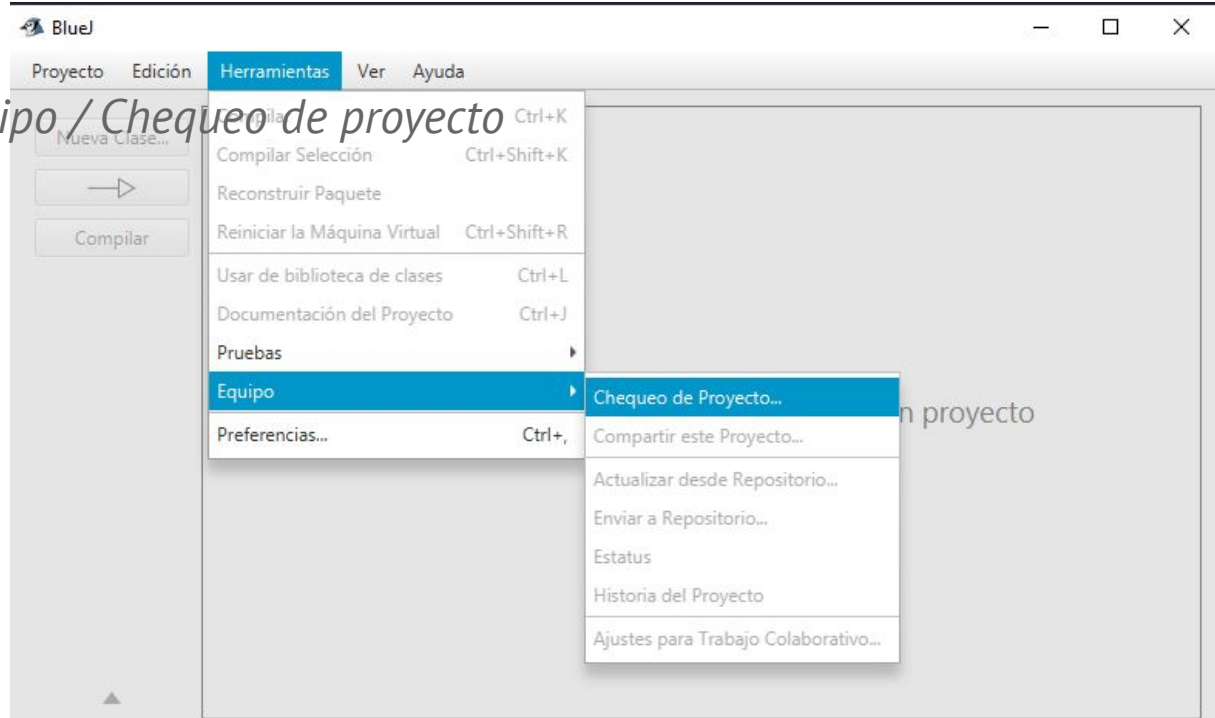 BlueJ
Proyecto Edición Herramientas Ver Ayuda
ipo / Chequeo de proyecto
Compilar Ctrl+K
Nueva Clase...
Compilar Selección Ctrl+Shift+K
Reconstruir Paquete
Compilar
Reiniciar la Máquina Virtual Ctrl+Shift+R
Usar de biblioteca de clases Ctrl+L
Documentación del Proyecto Ctrl+J
Pruebas
Equipo
Chequeo de Proyecto...
n proyecto
Preferencias... Ctrl+,
Compartir este Proyecto...
Actualizar desde Repositorio...
Enviar a Repositorio...
Estatus
Historia del Proyecto
Ajustes para Trabajo Colaborativo...